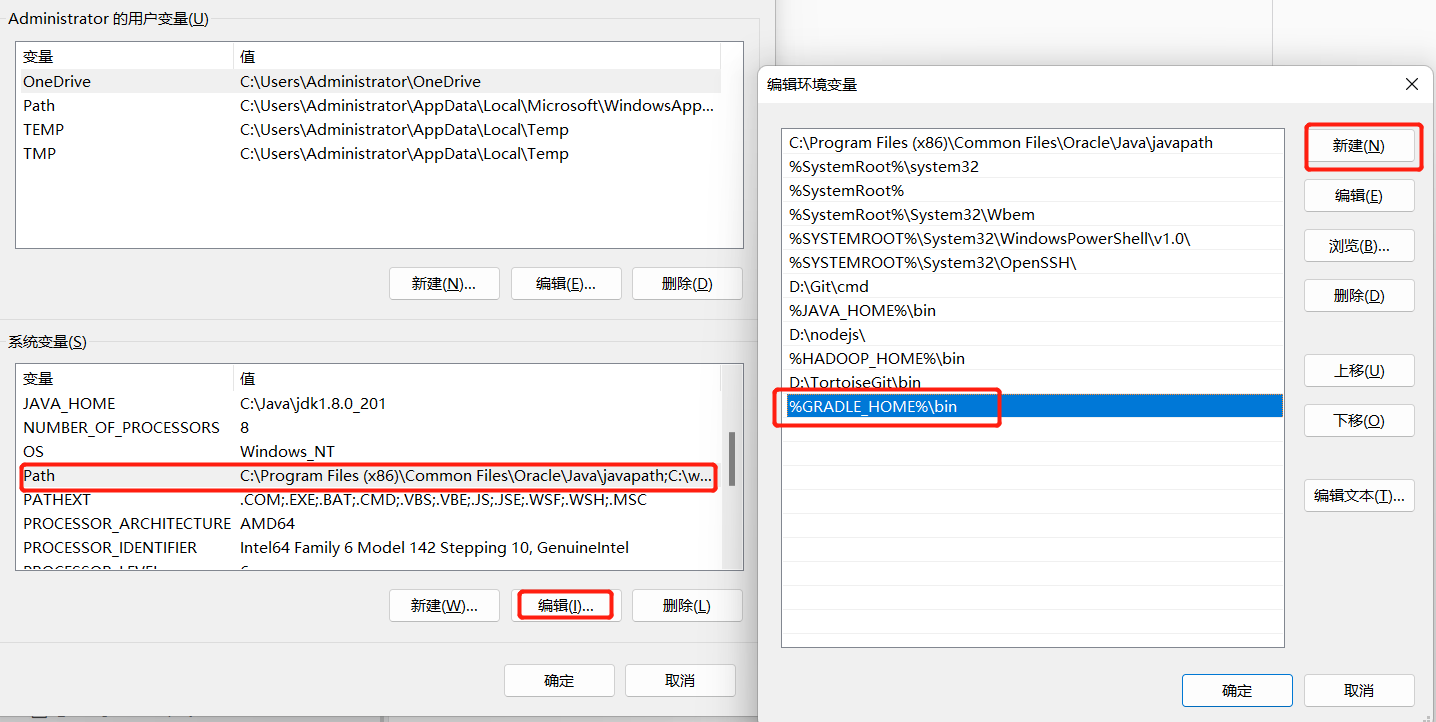 Administrator 的用户变量(U)
变量 值
OneDrive C:\Users\Administrator\OneDrive
Path C:\Users\Administrator\AppData\Local\Microsoft\WindowsApp...
TEMP C:\Users\Administrator\AppData\Local\Temp
TMP C:\Users\Administrator\AppData\Local\Temp
新建(N)... 编辑(E)... 删除(D)
系统变量(S)
变量 值
JAVA_HOME C:\Java\jdk1.8.0_201
NUMBER_OF_PROCESSORS 8
OS Windows_NT
Path C:\Program Files (x86)\Common Files\Oracle\Java\javapath;C:\w...
PATHEXT .COM;.EXE;.BAT;.CMD;.VBS;.VBE;.JS;.JSE;.WSF;.WSH;.MSC
PROCESSOR_ARCHITECTURE AMD64
PROCESSOR_IDENTIFIER Intel64 Family 6 Model 142 Stepping 10, GenuineIntel
新建(W)... 编辑(I)... 删除(L)
确定 取消
编辑环境变量
C:\Program Files (x86)\Common Files\Oracle\Java\javapath
%SystemRoot%\system32
%SystemRoot%
%SystemRoot%\System32\Wbem
%SYSTEMROOT%\System32\WindowsPowerShell\v1.0\
%SYSTEMROOT%\System32\OpenSSH\
D:\Git\cmd
%JAVA_HOME%\bin
D:\nodejs\
%HADOOP_HOME%\bin
D:\TortoiseGit\bin
%GRADLE_HOME%\bin
新建(N)
编辑(E)
浏览(B)...
删除(D)
上移(U)
下移(O)
编辑文本(T)...
确定 取消